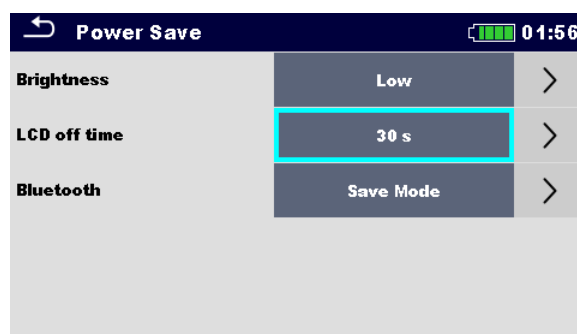 Power Save 01:56
Brightness Low
LCD off time 30 s
Bluetooth Save Mode